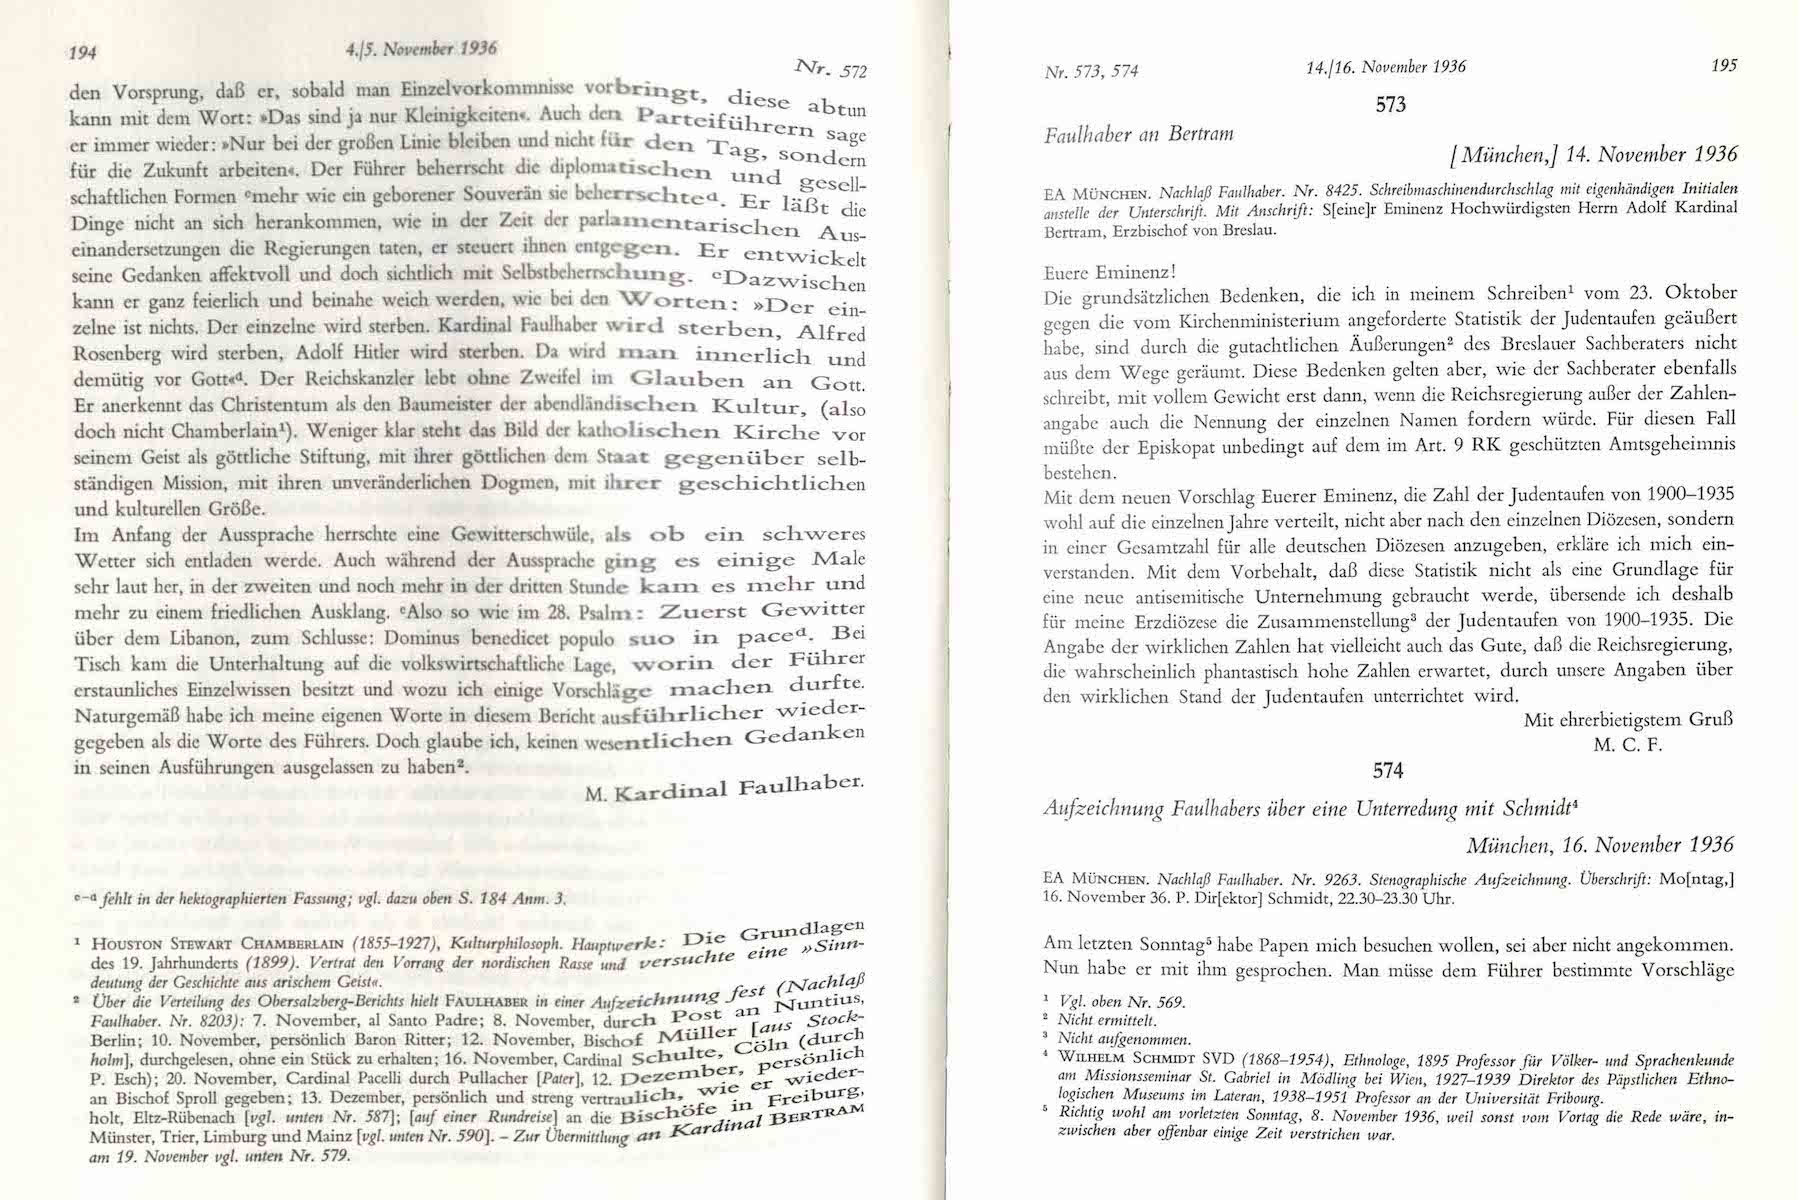 194
4./5. November 1936
Nr. 572
den Vorsprung, daß er, sobald man Einzelvorkommnisse vorbringt, diese abtun
kann mit dem Wort: »Das sind ja nur Kleinigkeiten«. Auch den Parteiführern sage
er immer wieder: »Nur bei der großen Linie bleiben und nicht für den Tag, sondern
für die Zukunft arbeiten«. Der Führer beherrscht die diplomatischen und gesell-
schaftlichen Formen ᶜmehr wie ein geborener Souverän sie beherrschteᵈ. Er läßt die
Dinge nicht an sich herankommen, wie in der Zeit der parlamentarischen Aus-
einandersetzungen die Regierungen taten, er steuert ihnen entgegen. Er entwickelt
seine Gedanken affektvoll und doch sichtlich mit Selbstbeherrschung. ᶜDazwischen
kann er ganz feierlich und beinahe weich werden, wie bei den Worten: »Der ein-
zelne ist nichts. Der einzelne wird sterben. Kardinal Faulhaber wird sterben, Alfred
Rosenberg wird sterben, Adolf Hitler wird sterben. Da wird man innerlich und
demütig vor Gott«ᵈ. Der Reichskanzler lebt ohne Zweifel im Glauben an Gott.
Er anerkennt das Christentum als den Baumeister der abendländischen Kultur, (also
doch nicht Chamberlain¹). Weniger klar steht das Bild der katholischen Kirche vor
seinem Geist als göttliche Stiftung, mit ihrer göttlichen dem Staat gegenüber selb-
ständigen Mission, mit ihren unveränderlichen Dogmen, mit ihrer geschichtlichen
und kulturellen Größe.
Im Anfang der Aussprache herrschte eine Gewitterschwüle, als ob ein schweres
Wetter sich entladen werde. Auch während der Aussprache ging es einige Male
sehr laut her, in der zweiten und noch mehr in der dritten Stunde kam es mehr und
mehr zu einem friedlichen Ausklang. ᶜAlso so wie im 28. Psalm: Zuerst Gewitter
über dem Libanon, zum Schlusse: Dominus benedicet populo suo in paceᵈ. Bei
Tisch kam die Unterhaltung auf die volkswirtschaftliche Lage, worin der Führer
erstaunliches Einzelwissen besitzt und wozu ich einige Vorschläge machen durfte.
Naturgemäß habe ich meine eigenen Worte in diesem Bericht ausführlicher wieder-
gegeben als die Worte des Führers. Doch glaube ich, keinen wesentlichen Gedanken
in seinen Ausführungen ausgelassen zu haben².
M. Kardinal Faulhaber.
ᶜ–ᵈ fehlt in der hektographierten Fassung; vgl. dazu oben S. 184 Anm. 3.
¹ Houston Stewart Chamberlain (1855–1927), Kulturphilosoph. Hauptwerk: Die Grundlagen
des 19. Jahrhunderts (1899). Vertrat den Vorrang der nordischen Rasse und versuchte eine »Sinn-
deutung der Geschichte aus arischem Geist«.
² Über die Verteilung des Obersalzberg-Berichts hielt Faulhaber in einer Aufzeichnung fest (Nachlaß
Faulhaber. Nr. 8203): 7. November, al Santo Padre; 8. November, durch Post an Nuntius,
Berlin; 10. November, persönlich Baron Ritter; 12. November, Bischof Müller [aus Stock-
holm], durchgelesen, ohne ein Stück zu erhalten; 16. November, Cardinal Schulte, Cöln (durch
P. Esch); 20. November, Cardinal Pacelli durch Pullacher [Pater], 12. Dezember, persönlich
an Bischof Sproll gegeben; 13. Dezember, persönlich und streng vertraulich, wie er wieder-
holt, Eltz-Rübenach [vgl. unten Nr. 587]; [auf einer Rundreise] an die Bischöfe in Freiburg,
Münster, Trier, Limburg und Mainz [vgl. unten Nr. 590]. – Zur Übermittlung an Kardinal Bertram
am 19. November vgl. unten Nr. 579.
Nr. 573, 574
14./16. November 1936
195
573
Faulhaber an Bertram
[München,] 14. November 1936
EA München. Nachlaß Faulhaber. Nr. 8425. Schreibmaschinendurchschlag mit eigenhändigen Initialen
anstelle der Unterschrift. Mit Anschrift: S[eine]r Eminenz Hochwürdigsten Herrn Adolf Kardinal
Bertram, Erzbischof von Breslau.
Euere Eminenz!
Die grundsätzlichen Bedenken, die ich in meinem Schreiben¹ vom 23. Oktober
gegen die vom Kirchenministerium angeforderte Statistik der Judentaufen geäußert
habe, sind durch die gutachtlichen Äußerungen² des Breslauer Sachberaters nicht
aus dem Wege geräumt. Diese Bedenken gelten aber, wie der Sachberater ebenfalls
schreibt, mit vollem Gewicht erst dann, wenn die Reichsregierung außer der Zahlen-
angabe auch die Nennung der einzelnen Namen fordern würde. Für diesen Fall
müßte der Episkopat unbedingt auf dem im Art. 9 RK geschützten Amtsgeheimnis
bestehen.
Mit dem neuen Vorschlag Euerer Eminenz, die Zahl der Judentaufen von 1900–1935
wohl auf die einzelnen Jahre verteilt, nicht aber nach den einzelnen Diözesen, sondern
in einer Gesamtzahl für alle deutschen Diözesen anzugeben, erkläre ich mich ein-
verstanden. Mit dem Vorbehalt, daß diese Statistik nicht als eine Grundlage für
eine neue antisemitische Unternehmung gebraucht werde, übersende ich deshalb
für meine Erzdiözese die Zusammenstellung³ der Judentaufen von 1900–1935. Die
Angabe der wirklichen Zahlen hat vielleicht auch das Gute, daß die Reichsregierung,
die wahrscheinlich phantastisch hohe Zahlen erwartet, durch unsere Angaben über
den wirklichen Stand der Judentaufen unterrichtet wird.
Mit ehrerbietigstem Gruß
M. C. F.
574
Aufzeichnung Faulhabers über eine Unterredung mit Schmidt⁴
München, 16. November 1936
EA München. Nachlaß Faulhaber. Nr. 9263. Stenographische Aufzeichnung. Überschrift: Mo[ntag,]
16. November 36. P. Dir[ektor] Schmidt, 22.30–23.30 Uhr.
Am letzten Sonntag⁵ habe Papen mich besuchen wollen, sei aber nicht angekommen.
Nun habe er mit ihm gesprochen. Man müsse dem Führer bestimmte Vorschläge
¹ Vgl. oben Nr. 569.
² Nicht ermittelt.
³ Nicht aufgenommen.
⁴ Wilhelm Schmidt SVD (1868–1954), Ethnologe, 1895 Professor für Völker- und Sprachenkunde
am Missionsseminar St. Gabriel in Mödling bei Wien, 1927–1939 Direktor des Päpstlichen Ethno-
logischen Museums im Lateran, 1938–1951 Professor an der Universität Fribourg.
⁵ Richtig wohl am vorletzten Sonntag, 8. November 1936, weil sonst vom Vortag die Rede wäre, in-
zwischen aber offenbar einige Zeit verstrichen war.